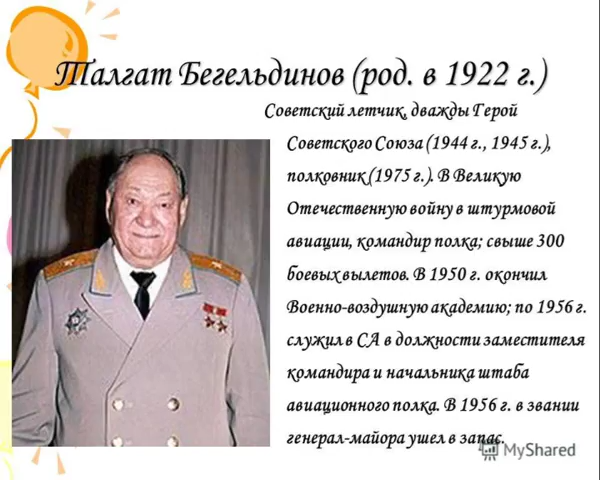 Талгат Бегельдинов (род. в 1922 г.)
Советский летчик, дважды Герой
Советского Союза (1944 г., 1945 г.),
полковник (1975 г.). В Великую
Отечественную войну в штурмовой
авиации, командир полка; свыше 300
боевых вылетов. В 1950 г. окончил
Военно-воздушную академию; по 1956 г.
служил в СА в должности заместителя
командира и начальника штаба
авиационного полка. В 1956 г. в звании
генерал-майора ушел в запас.
MyShared